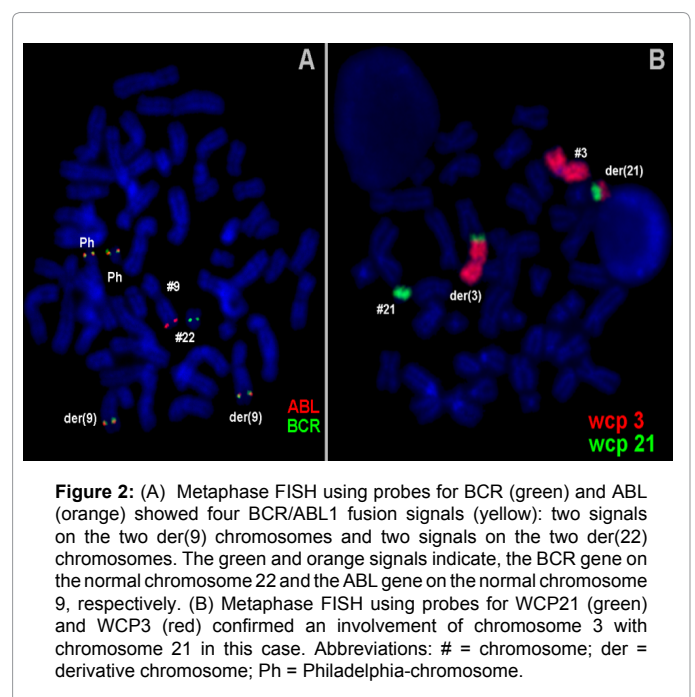 A
B
#3
der(21)
Ph
Ph
#9
#22
#21
der(3)
der(9)
der(9)
ABL
BCR
wcp 3
wcp 21
Figure 2: (A) Metaphase FISH using probes for BCR (green) and ABL
(orange) showed four BCR/ABL1 fusion signals (yellow): two signals
on the two der(9) chromosomes and two signals on the two der(22)
chromosomes. The green and orange signals indicate, the BCR gene on
the normal chromosome 22 and the ABL gene on the normal chromosome
9, respectively. (B) Metaphase FISH using probes for WCP21 (green)
and WCP3 (red) confirmed an involvement of chromosome 3 with
chromosome 21 in this case. Abbreviations: # = chromosome; der =
derivative chromosome; Ph = Philadelphia-chromosome.